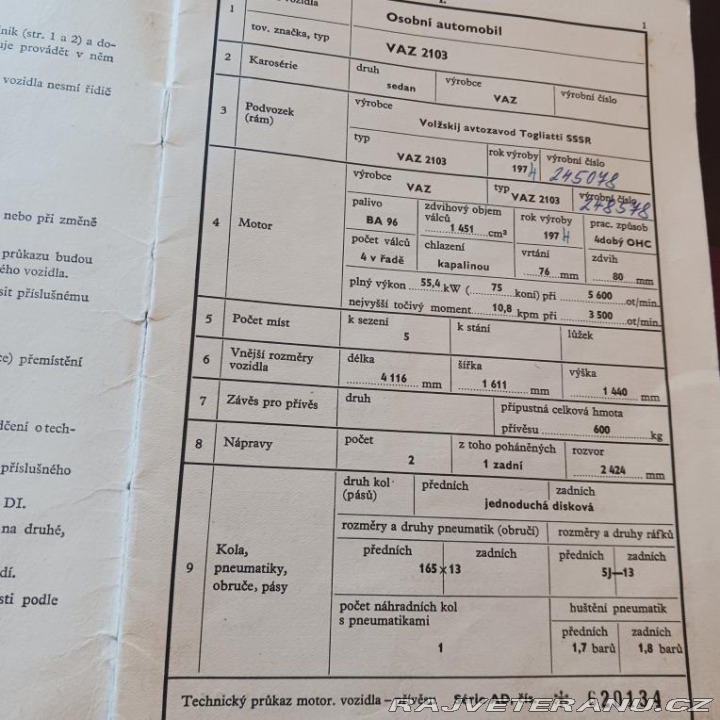 nik (str. 1 a 2) a do-
uje provádět v něm
vozidla nesmí řidič
nebo při změně
průkazu budou
ého vozidla.
sit příslušnému
ce) přemístění
dčení o tech-
příslušného
DI.
na druhé,
dí.
sti podle
1
1 vozidla Osobní automobil
tov. značka, typ VAZ 2103
2 Karosérie druh sedan výrobce VAZ výrobní číslo
3 Podvozek (rám) výrobce Volžskij avtozavod Togliatti SSSR
typ VAZ 2103 rok výroby 1974 výrobní číslo 245078
4 Motor výrobce VAZ typ VAZ 2103 výrobní číslo 248578
palivo BA 96 zdvihový objem válců 1 451 cm³ rok výroby 1974 prac. způsob 4dobý OHC
počet válců 4 v řadě chlazení kapalinou vrtání 76 mm zdvih 80 mm
plný výkon 55,4 kW ( 75 koní) při 5 600 ot/min.
nejvyšší točivý moment 10,8 kpm při 3 500 ot/min.
5 Počet míst k sezení 5 k stání lůžek
6 Vnější rozměry vozidla délka 4 116 mm šířka 1 611 mm výška 1 440 mm
7 Závěs pro přívěs druh přípustná celková hmota
přívěsu 600 kg
8 Nápravy počet 2 z toho poháněných 1 zadní rozvor 2 424 mm
9 Kola, pneumatiky, obruče, pásy
druh kol (pásů) předních zadních
jednoduchá disková
rozměry a druhy pneumatik (obručí) rozměry a druhy ráfků
předních zadních předních zadních
165 x 13 5J—13
počet náhradních kol s pneumatikami huštění pneumatik
předních zadních
1 1,7 barů 1,8 barů
Technický průkaz motor. vozidla – přívěsu Série AD čís. * 620134
RAJVETERANU.CZ